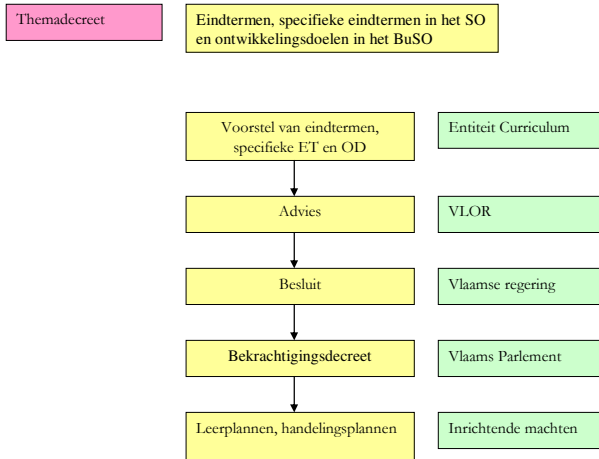 Themadecreet
Eindtermen, specifieke eindtermen in het SO
en ontwikkelingsdoelen in het BuSO
Voorstel van eindtermen,
specifieke ET en OD
Entiteit Curriculum
Advies
VLOR
Besluit
Vlaamse regering
Bekrachtigingsdecreet
Vlaams Parlement
Leerplannen, handelingsplannen
Inrichtende machten